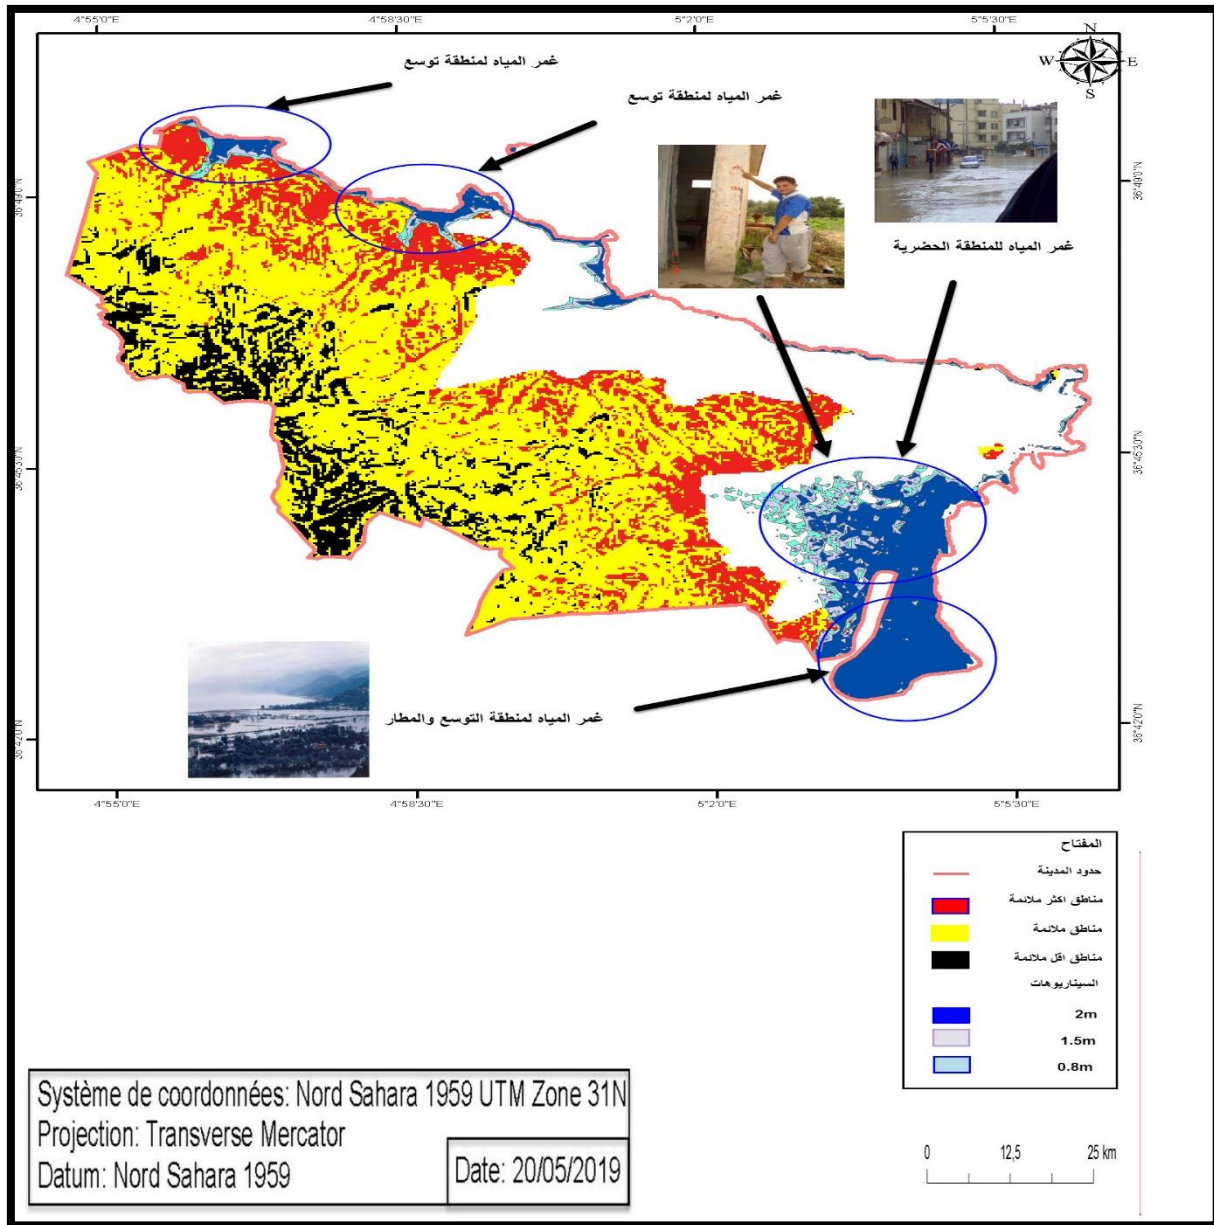 4°55'0"E
4°58'30"E
5°2'0"E
5°5'30"E
N
W
E
S
غمر المياه لمنطقة توسع
غمر المياه لمنطقة توسع
36°49'0"N
36°49'0"N
غمر المياه للمنطقة الحضرية
36°45'30"N
36°45'30"N
غمر المياه لمنطقة التوسع والمطار
36°42'0"N
36°42'0"N
4°55'0"E
4°58'30"E
5°2'0"E
5°5'30"E
المفتاح
حدود المدينة
مناطق اكثر ملائمة
مناطق ملائمة
مناطق اقل ملائمة
السيناريوهات
2m
1.5m
0.8m
Système de coordonnées: Nord Sahara 1959 UTM Zone 31N
Projection: Transverse Mercator
Datum: Nord Sahara 1959
Date: 20/05/2019
0 12,5 25 km